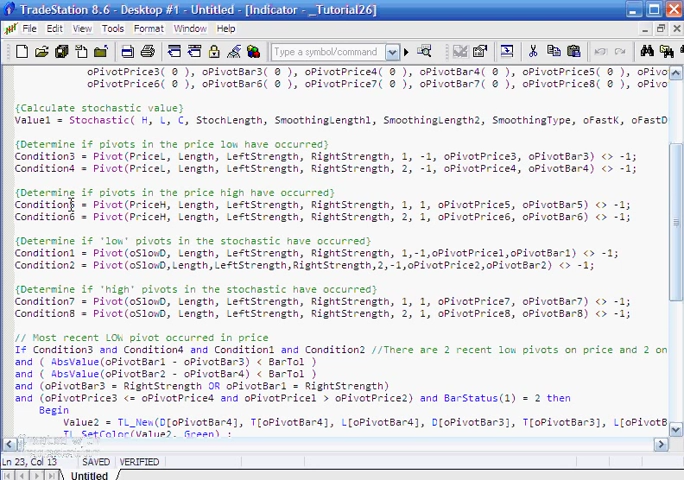 TradeStation 8.6 - Desktop #1 - Untitled - [Indicator - _Tutorial26]
File Edit View Tools Format Window Help
Type a symbol/command
oPivotPrice3( 0 ), oPivotBar3( 0 ), oPivotPrice4( 0 ), oPivotBar4( 0 ), oPivotPrice5( 0 ),
oPivotPrice6( 0 ), oPivotBar6( 0 ), oPivotPrice7( 0 ), oPivotBar7( 0 ), oPivotPrice8( 0 ),
{Calculate stochastic value}
Value1 = Stochastic( H, L, C, StochLength, SmoothingLength1, SmoothingLength2, SmoothingType, oFastK, oFastD
{Determine if pivots in the price low have occurred}
Condition3 = Pivot(PriceL, Length, LeftStrength, RightStrength, 1, -1, oPivotPrice3, oPivotBar3) <> -1;
Condition4 = Pivot(PriceL, Length, LeftStrength, RightStrength, 2, -1, oPivotPrice4, oPivotBar4) <> -1;
{Determine if pivots in the price high have occurred}
Condition5 = Pivot(PriceH, Length, LeftStrength, RightStrength, 1, 1, oPivotPrice5, oPivotBar5) <> -1;
Condition6 = Pivot(PriceH, Length, LeftStrength, RightStrength, 2, 1, oPivotPrice6, oPivotBar6) <> -1;
{Determine if 'low' pivots in the stochastic have occurred}
Condition1 = Pivot(oSlowD, Length, LeftStrength, RightStrength, 1,-1,oPivotPrice1,oPivotBar1) <> -1;
Condition2 = Pivot(oSlowD,Length,LeftStrength,RightStrength,2,-1,oPivotPrice2,oPivotBar2) <> -1;
{Determine if 'high' pivots in the stochastic have occurred}
Condition7 = Pivot(oSlowD, Length, LeftStrength, RightStrength, 1, 1, oPivotPrice7, oPivotBar7) <> -1;
Condition8 = Pivot(oSlowD, Length, LeftStrength, RightStrength, 2, 1, oPivotPrice8, oPivotBar8) <> -1;
// Most recent LOW pivot occurred in price
If Condition3 and Condition4 and Condition1 and Condition2 //There are 2 recent low pivots on price and 2 on
and ( AbsValue(oPivotBar1 - oPivotBar3) < BarTol )
and ( AbsValue(oPivotBar2 - oPivotBar4) < BarTol )
and (oPivotBar3 = RightStrength OR oPivotBar1 = RightStrength)
and (oPivotPrice3 <= oPivotPrice4 and oPivotPrice1 > oPivotPrice2) and BarStatus(1) = 2 then
Begin
Value2 = TL_New(D[oPivotBar4], T[oPivotBar4], L[oPivotBar4], D[oPivotBar3], T[oPivotBar3], L[oPivotBa
TL_SetColor(Value2, Green) ;
Ln 23, Col 13 SAVED VERIFIED
Untitled